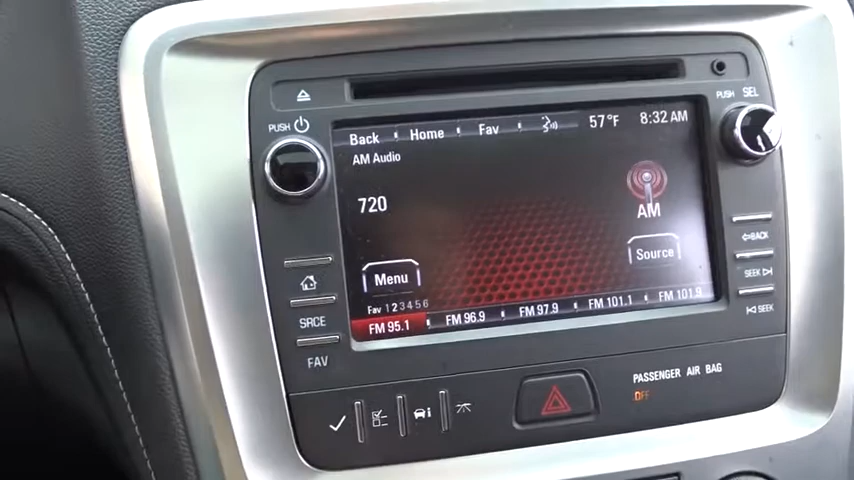 PUSH SEL
PUSH
Back Home Fav 57°F 8:32 AM
AM Audio
720
AM
BACK
Menu Source
SEEK
Fav 1 2 3 4 5 6
SEEK
SRCE
FM 95.1 FM 96.9 FM 97.9 FM 101.1 FM 101.9
FAV
PASSENGER AIR BAG
OFF